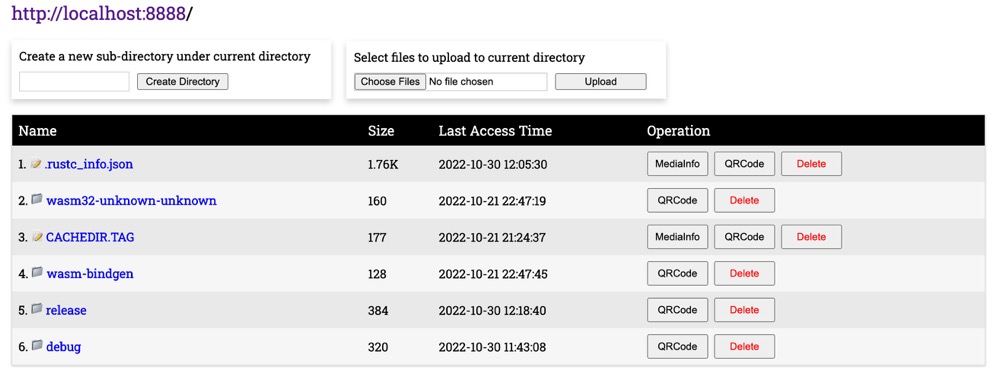 http://localhost:8888/
Create a new sub-directory under current directory
Create Directory
Select files to upload to current directory
Choose Files No file chosen Upload
Name Size Last Access Time Operation
1. .rustc_info.json 1.76K 2022-10-30 12:05:30 MediaInfo QRCode Delete
2. wasm32-unknown-unknown 160 2022-10-21 22:47:19 QRCode Delete
3. CACHEDIR.TAG 177 2022-10-21 21:24:37 MediaInfo QRCode Delete
4. wasm-bindgen 128 2022-10-21 22:47:45 QRCode Delete
5. release 384 2022-10-30 12:18:40 QRCode Delete
6. debug 320 2022-10-30 11:43:08 QRCode Delete